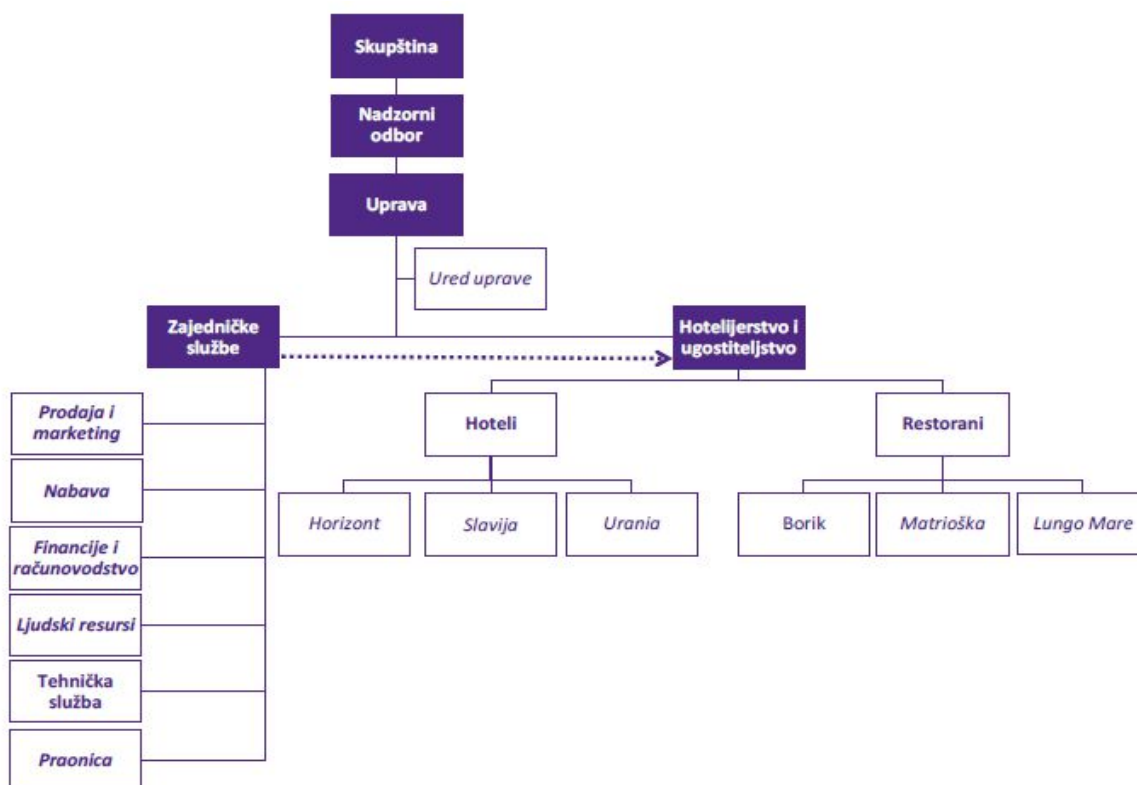 Skupština
Nadzorni
odbor
Uprava
Ured uprave
Zajedničke
službe
Hotelijerstvo i
ugostiteljstvo
Prodaja i
marketing
Nabava
Financije i
računovodstvo
Ljudski resursi
Tehnička
služba
Praonica
Hoteli
Restorani
Horizont
Slavija
Urania
Borik
Matrioška
Lungo Mare